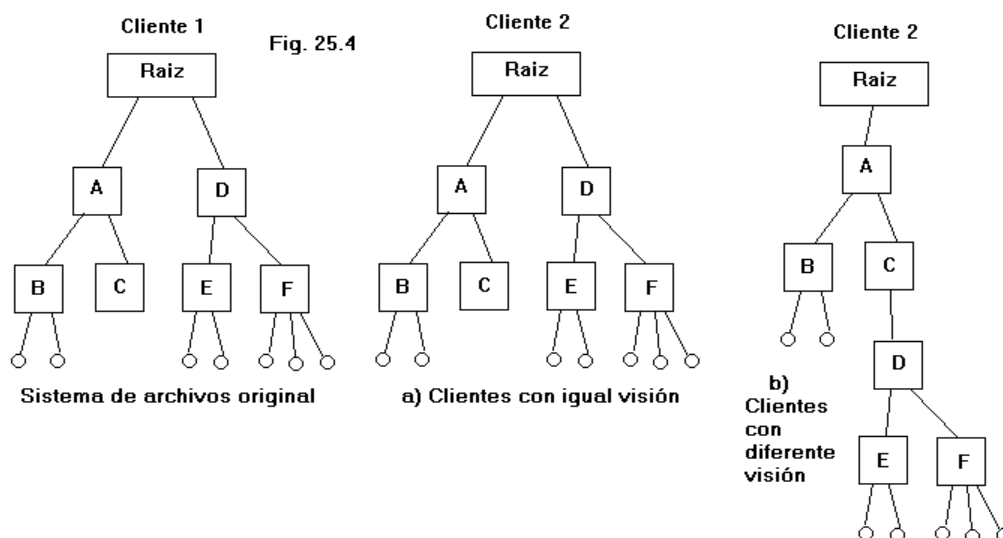 Cliente 1
Fig. 25.4
Raiz
A
D
B
C
E
F
Sistema de archivos original
Cliente 2
Raiz
A
D
B
C
E
F
a) Clientes con igual visión
Cliente 2
Raiz
A
B
C
D
E
F
b)
Clientes
con
diferente
visión